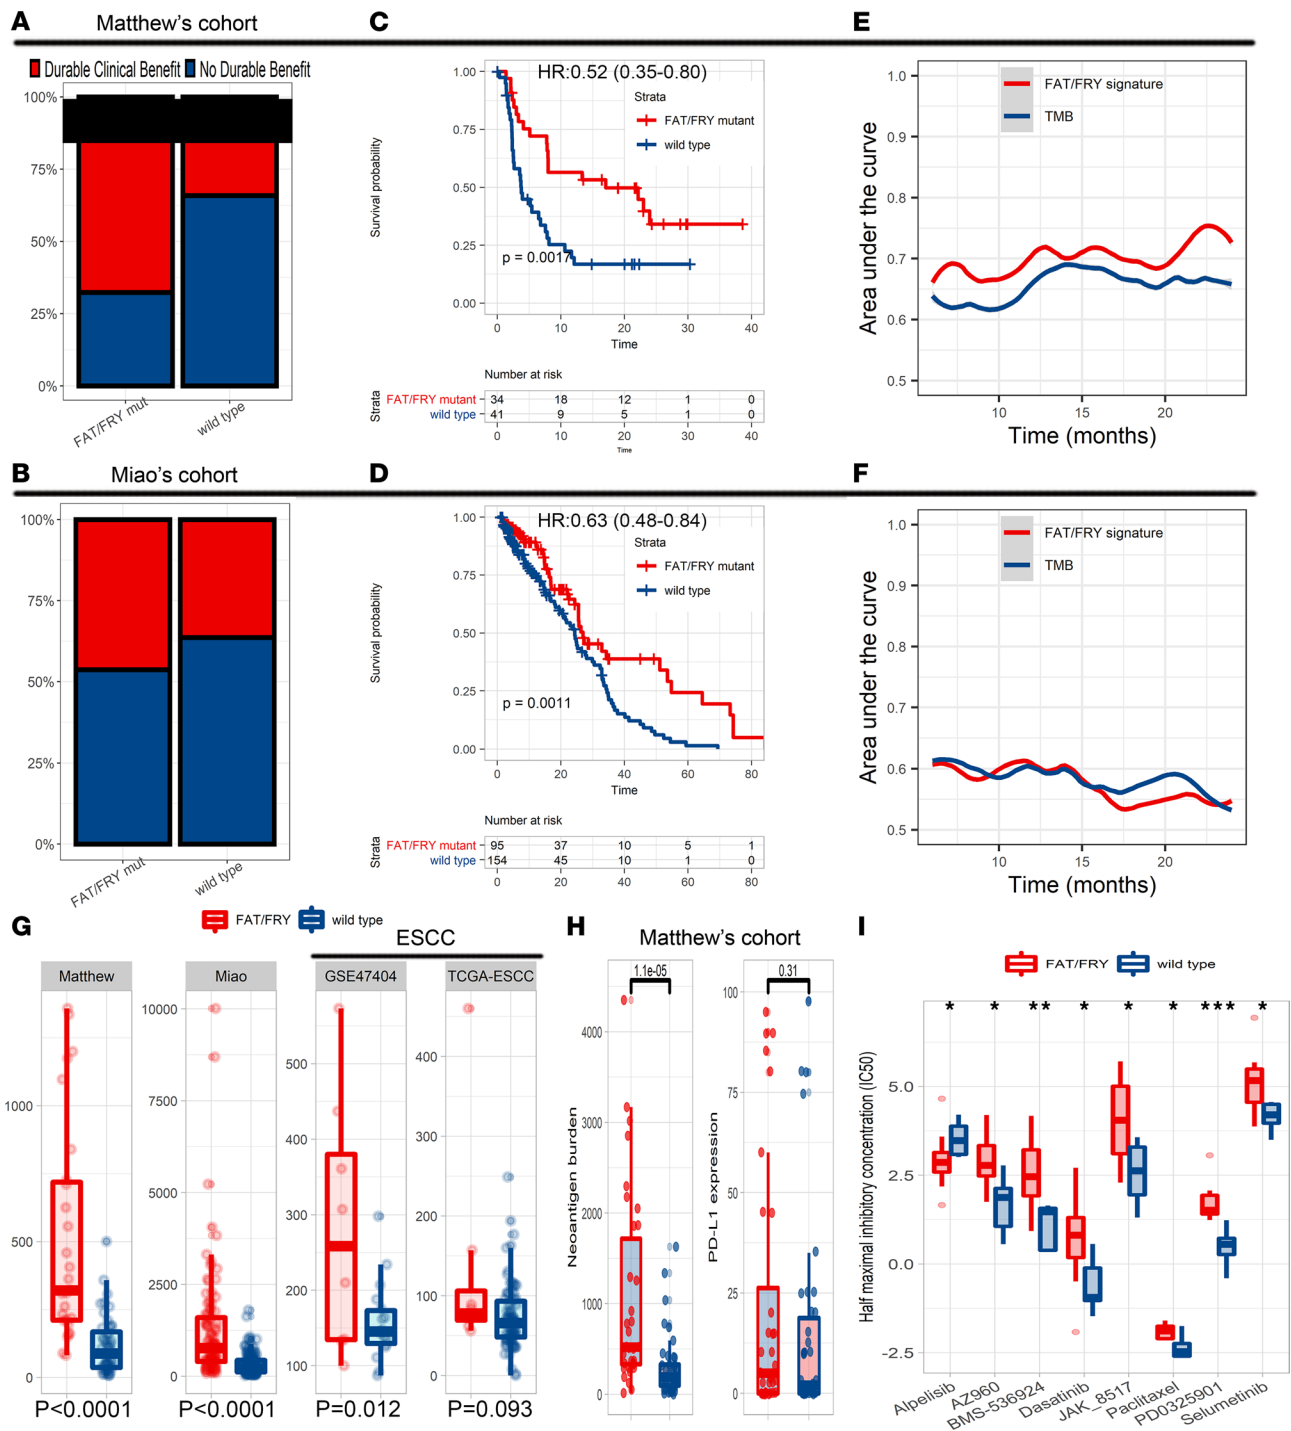 A
Matthew's cohort
Durable Clinical Benefit
No Durable Benefit
100%
75%
50%
25%
0%
FAT/FRY mut
wild type
C
HR:0.52 (0.35-0.80)
Strata
FAT/FRY mutant
wild type
Survival probability
1.00
0.75
0.50
0.25
0.00
p = 0.0017
0 10 20 30 40
Time
Number at risk
Strata
FAT/FRY mutant 34 18 12 1 0
wild type 41 9 5 1 0
0 10 20 30 40
Time
E
FAT/FRY signature
TMB
Area under the curve
1.0
0.9
0.8
0.7
0.6
0.5
10 15 20
Time (months)
B
Miao's cohort
100%
75%
50%
25%
0%
FAT/FRY mut
wild type
D
HR:0.63 (0.48-0.84)
Strata
FAT/FRY mutant
wild type
Survival probability
1.00
0.75
0.50
0.25
0.00
p = 0.0011
0 20 40 60 80
Time
Number at risk
Strata
FAT/FRY mutant 95 37 10 5 1
wild type 154 45 10 1 0
0 20 40 60 80
F
FAT/FRY signature
TMB
Area under the curve
1.0
0.9
0.8
0.7
0.6
0.5
10 15 20
Time (months)
G
FAT/FRY
wild type
ESCC
Matthew
1000
500
0
P<0.0001
Miao
10000
7500
5000
2500
0
P<0.0001
GSE47404
500
400
300
200
100
P=0.012
TCGA-ESCC
400
300
200
100
0
P=0.093
H
Matthew's cohort
1.1e-05
Neoantigen burden
4000
3000
2000
1000
0
0.31
PD-L1 expression
100
75
50
25
0
I
FAT/FRY
wild type
* * ** * * * *** *
Half maximal inhibitory concentration (IC50)
5.0
2.5
0.0
−2.5
Alpelisib
AZ960
BMS-536924
Dasatinib
JAK_8517
Paclitaxel
PD0325901
Selumetinib